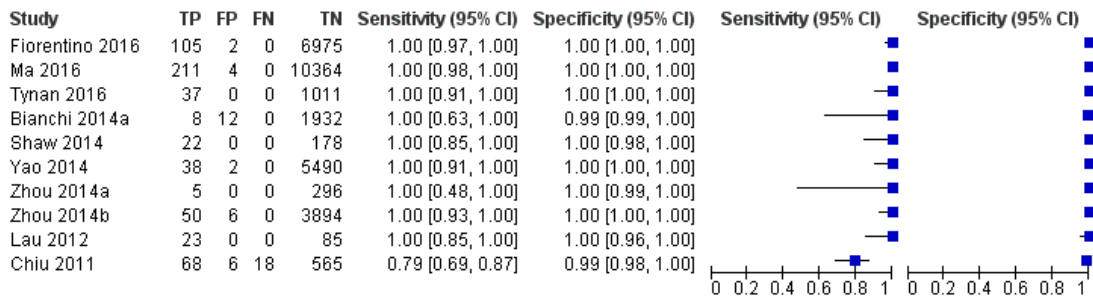 Study TP FP FN TN Sensitivity (95% CI) Specificity (95% CI) Sensitivity (95% CI) Specificity (95% CI)
Fiorentino 2016 105 2 0 6975 1.00 [0.97, 1.00] 1.00 [1.00, 1.00]
Ma 2016 211 4 0 10364 1.00 [0.98, 1.00] 1.00 [1.00, 1.00]
Tynan 2016 37 0 0 1011 1.00 [0.91, 1.00] 1.00 [1.00, 1.00]
Bianchi 2014a 8 12 0 1932 1.00 [0.63, 1.00] 0.99 [0.99, 1.00]
Shaw 2014 22 0 0 178 1.00 [0.85, 1.00] 1.00 [0.98, 1.00]
Yao 2014 38 2 0 5490 1.00 [0.91, 1.00] 1.00 [1.00, 1.00]
Zhou 2014a 5 0 0 296 1.00 [0.48, 1.00] 1.00 [0.99, 1.00]
Zhou 2014b 50 6 0 3894 1.00 [0.93, 1.00] 1.00 [1.00, 1.00]
Lau 2012 23 0 0 85 1.00 [0.85, 1.00] 1.00 [0.96, 1.00]
Chiu 2011 68 6 18 565 0.79 [0.69, 0.87] 0.99 [0.98, 1.00]
0 0.2 0.4 0.6 0.8 1 0 0.2 0.4 0.6 0.8 1